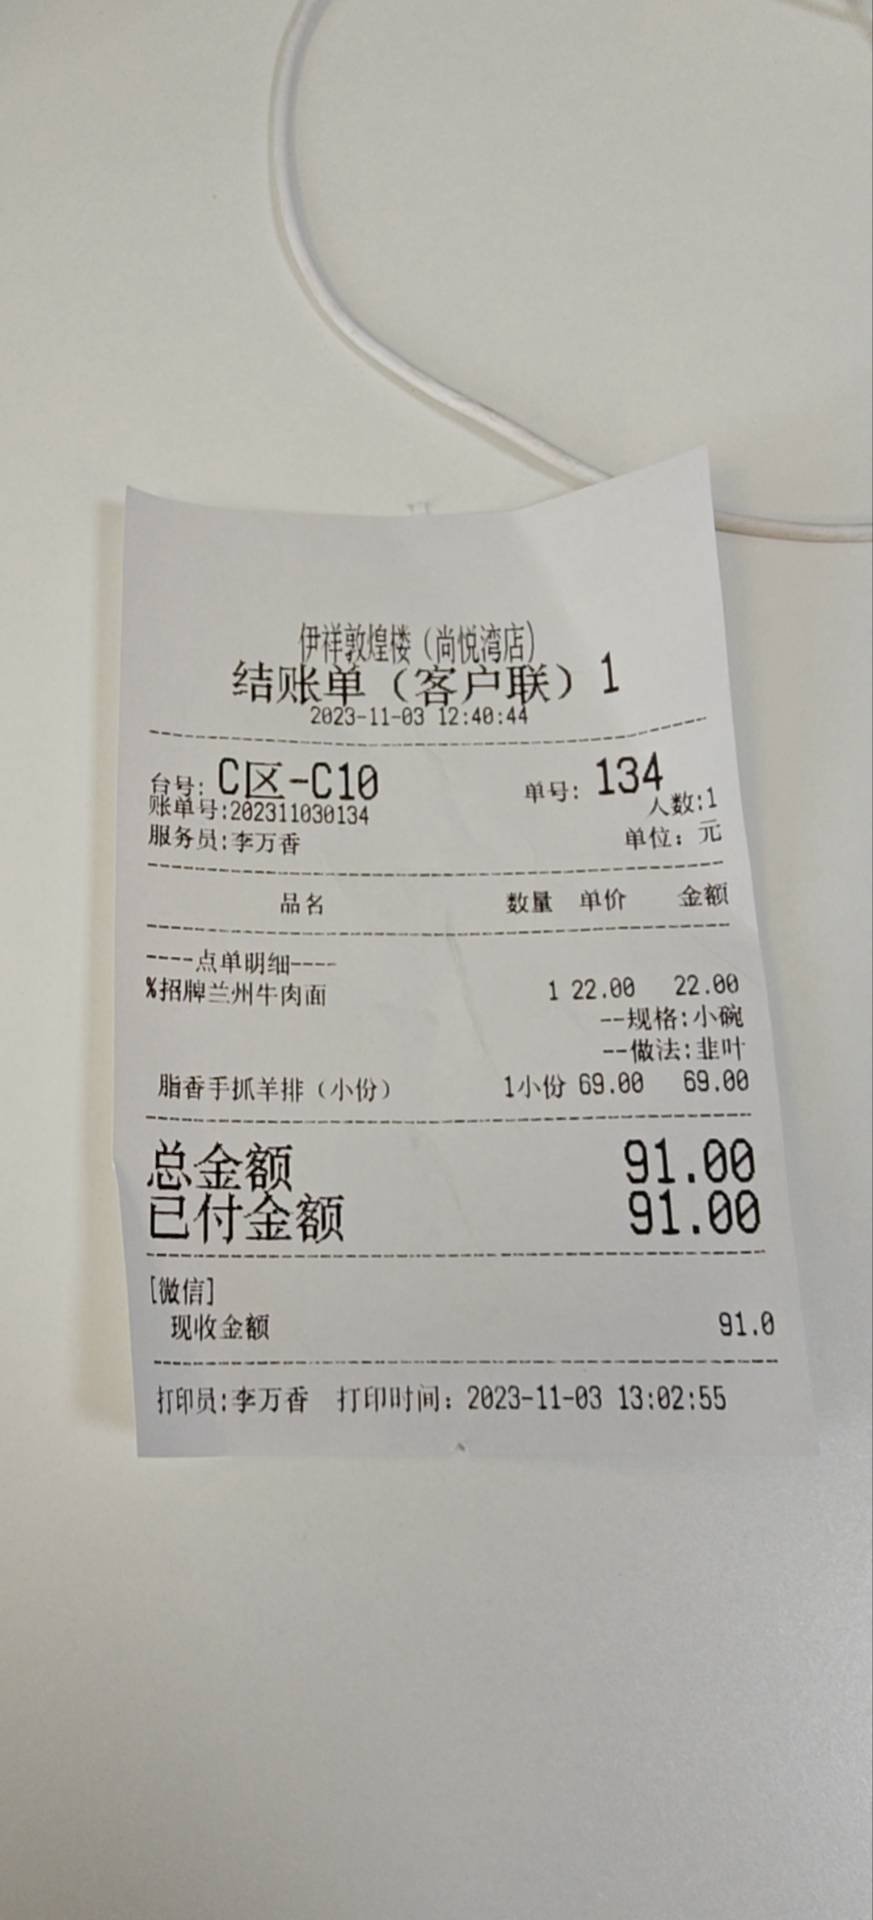 伊祥敦煌楼（尚悦湾店）
结账单（客户联）1
2023-11-03 12:40:44
台号: C区-C10 单号: 134
账单号:202311030134 人数:1
服务员:李万香 单位: 元
品名 数量 单价 金额
----点单明细----
%招牌兰州牛肉面 1 22.00 22.00
--规格:小碗
--做法:韭叶
脂香手抓羊排（小份） 1小份 69.00 69.00
总金额 91.00
已付金额 91.00
[微信]
现收金额 91.0
打印员:李万香 打印时间: 2023-11-03 13:02:55